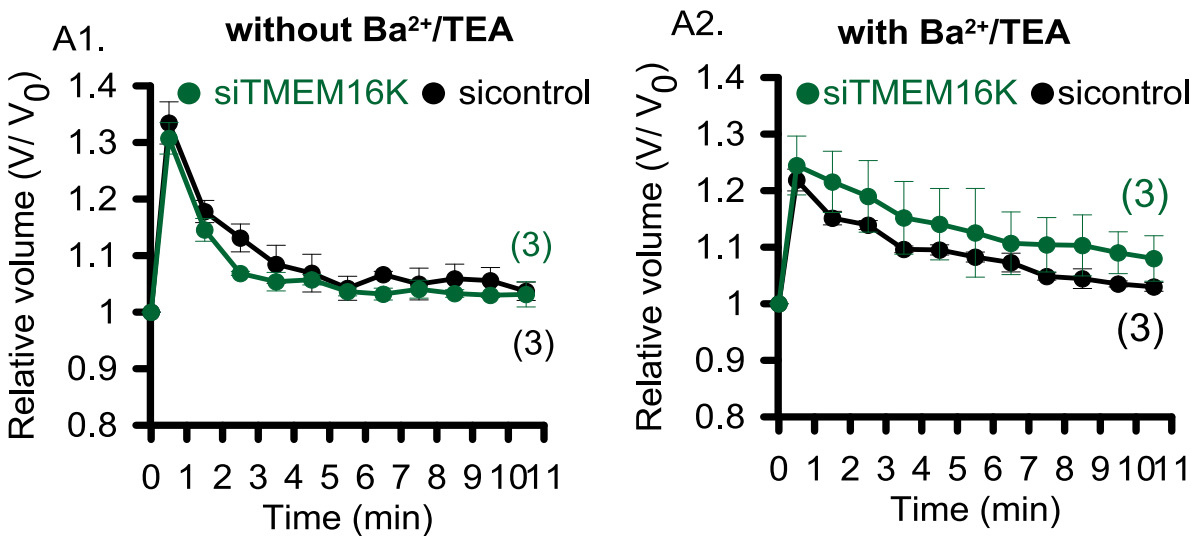 A1.
without Ba²⁺/TEA
siTMEM16K sicontrol
Relative volume (V/ V₀)
1.4
1.3
1.2
1.1
1
0.9
0.8
(3)
(3)
0 1 2 3 4 5 6 7 8 9 10 11
Time (min)
A2.
with Ba²⁺/TEA
siTMEM16K sicontrol
Relative volume (V/ V₀)
1.4
1.3
1.2
1.1
1
0.9
0.8
(3)
(3)
0 1 2 3 4 5 6 7 8 9 10 11
Time (min)